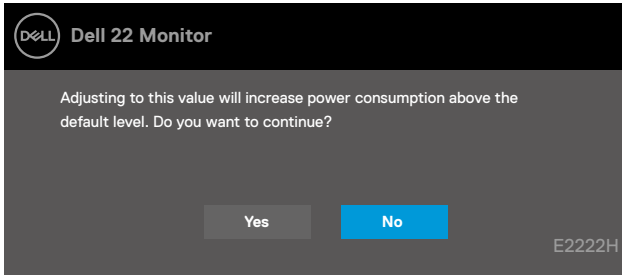 DELL Dell 22 Monitor
Adjusting to this value will increase power consumption above the
default level. Do you want to continue?
Yes No
E2222H